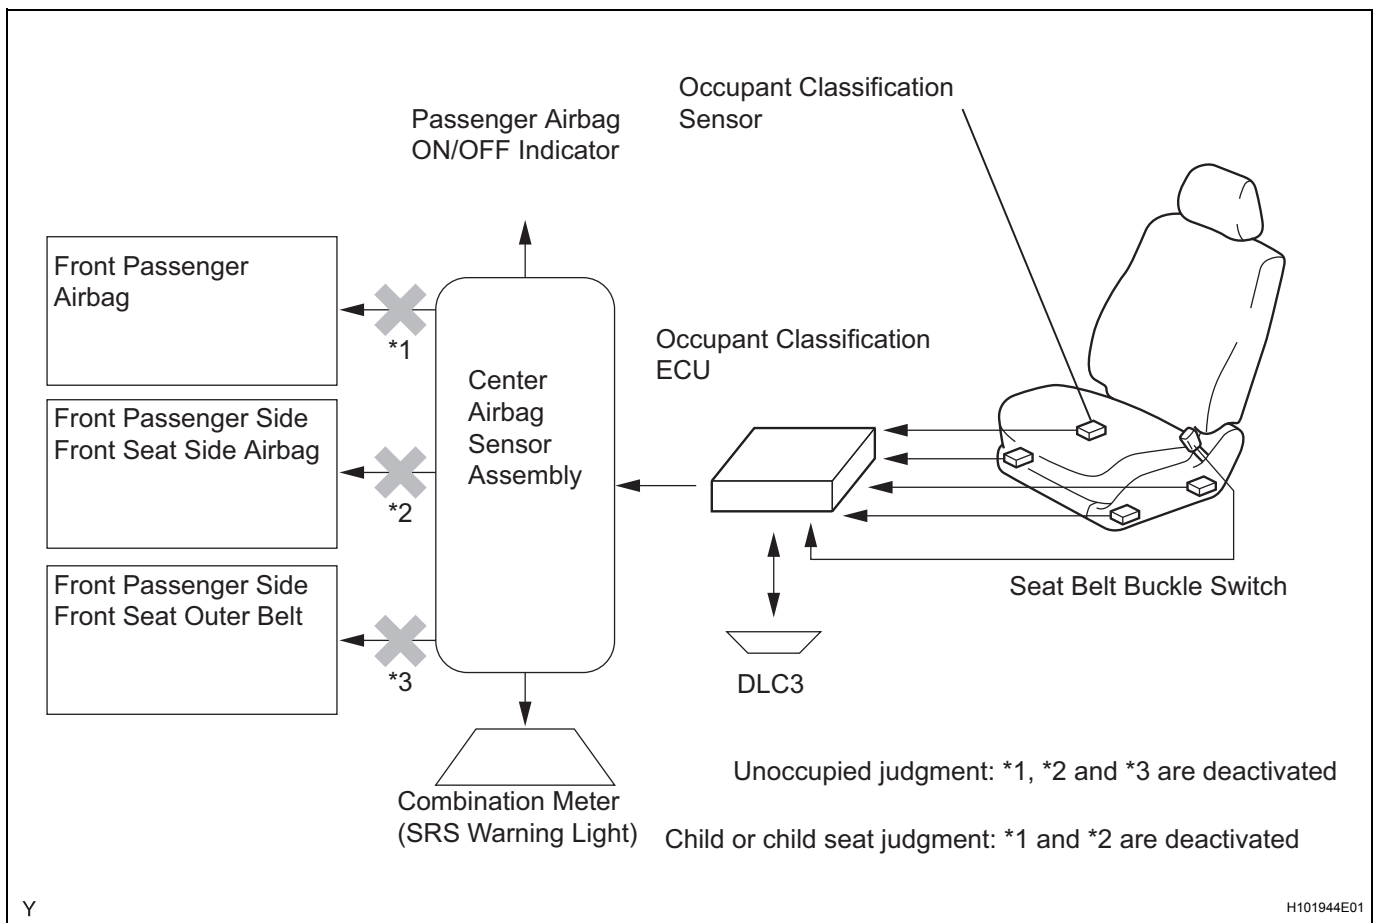 Occupant Classification
Sensor
Passenger Airbag
ON/OFF Indicator
Front Passenger
Airbag
*1
Occupant Classification
ECU
Center
Airbag
Sensor
Assembly
Front Passenger Side
Front Seat Side Airbag
*2
Front Passenger Side
Front Seat Outer Belt
*3
Seat Belt Buckle Switch
DLC3
Unoccupied judgment: *1, *2 and *3 are deactivated
Combination Meter
(SRS Warning Light)
Child or child seat judgment: *1 and *2 are deactivated
Y
H101944E01